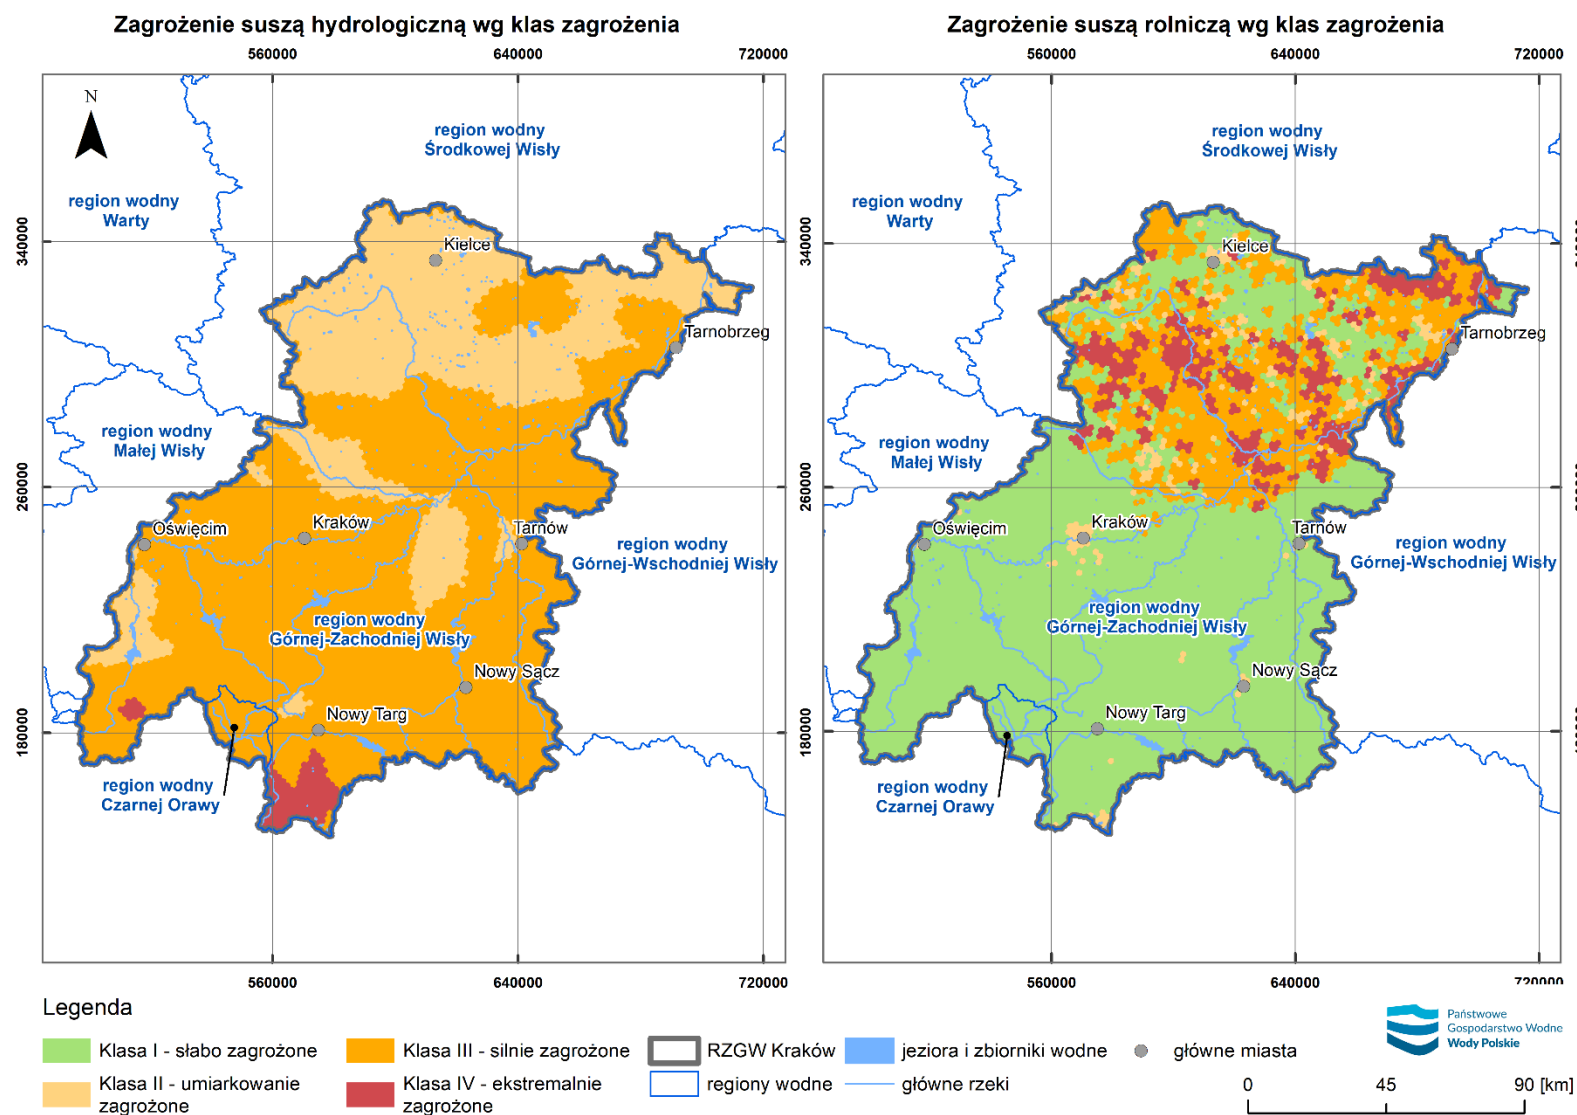 Zagrożenie suszą hydrologiczną wg klas zagrożenia
560000
640000
720000
N
region wodny
Środkowej Wisły
region wodny
Warty
340000
Kielce
Tarnobrzeg
region wodny
Małej Wisły
260000
Oświęcim
Kraków
Tarnów
region wodny
Górnej-Wschodniej Wisły
region wodny
Górnej-Zachodniej Wisły
Nowy Sącz
Nowy Targ
180000
region wodny
Czarnej Orawy
560000
640000
720000
Zagrożenie suszą rolniczą wg klas zagrożenia
560000
640000
720000
region wodny
Środkowej Wisły
region wodny
Warty
340000
Kielce
Tarnobrzeg
region wodny
Małej Wisły
260000
Oświęcim
Kraków
Tarnów
region wodny
Górnej-Wschodniej Wisły
region wodny
Górnej-Zachodniej Wisły
Nowy Sącz
Nowy Targ
180000
region wodny
Czarnej Orawy
560000
640000
720000
Legenda
Klasa I - słabo zagrożone
Klasa II - umiarkowanie
zagrożone
Klasa III - silnie zagrożone
Klasa IV - ekstremalnie
zagrożone
RZGW Kraków
regiony wodne
jeziora i zbiorniki wodne
główne rzeki
główne miasta
Państwowe
Gospodarstwo Wodne
Wody Polskie
0 45 90 [km]